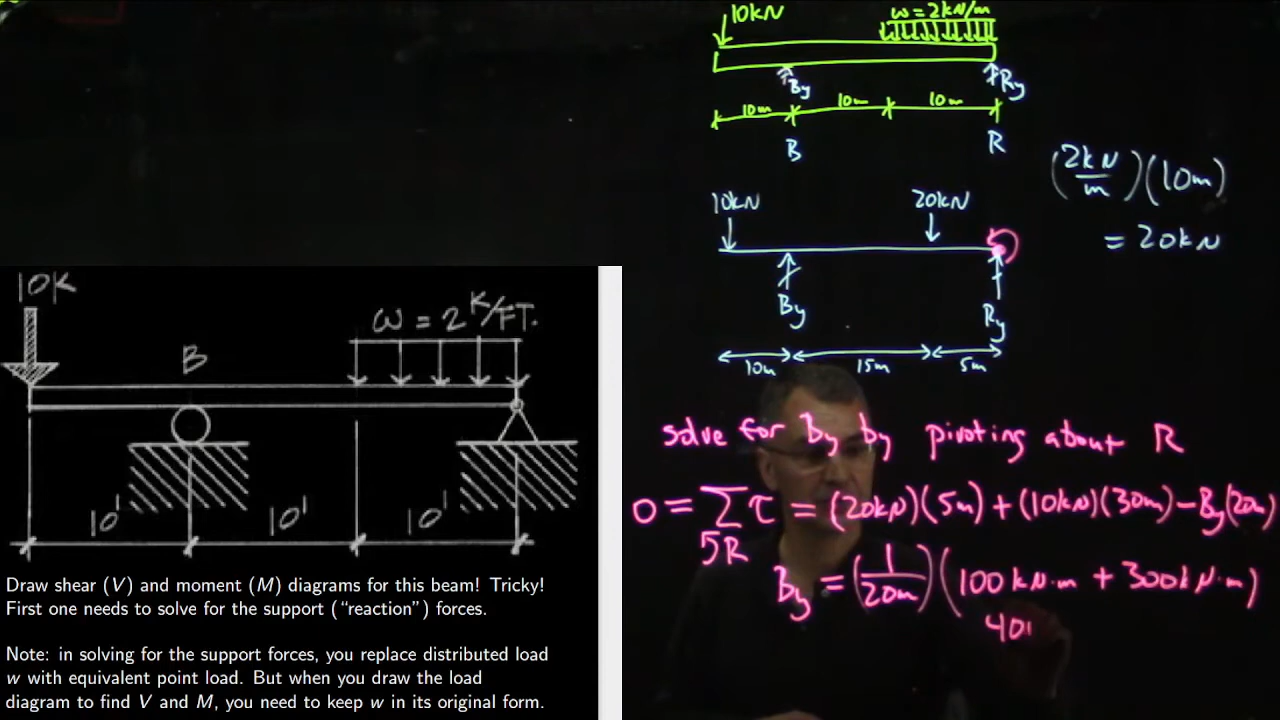 10kN
w = 2kN/m
By
Ry
10m 10m 10m
B R
(2kN/m)(10m)
= 20kN
10kN 20kN
By
Ry
10m 15m 5m
solve for By by pivoting about R
0 = Σ τ = (20kN)(5m) + (10kN)(30m) - By(20m)
5R
By = (1/20m)(100kN·m + 300kN·m)
40
10K
ω = 2 K/FT.
B
10' 10' 10'
Draw shear (V) and moment (M) diagrams for this beam! Tricky!
First one needs to solve for the support (“reaction”) forces.
Note: in solving for the support forces, you replace distributed load
w with equivalent point load. But when you draw the load
diagram to find V and M, you need to keep w in its original form.